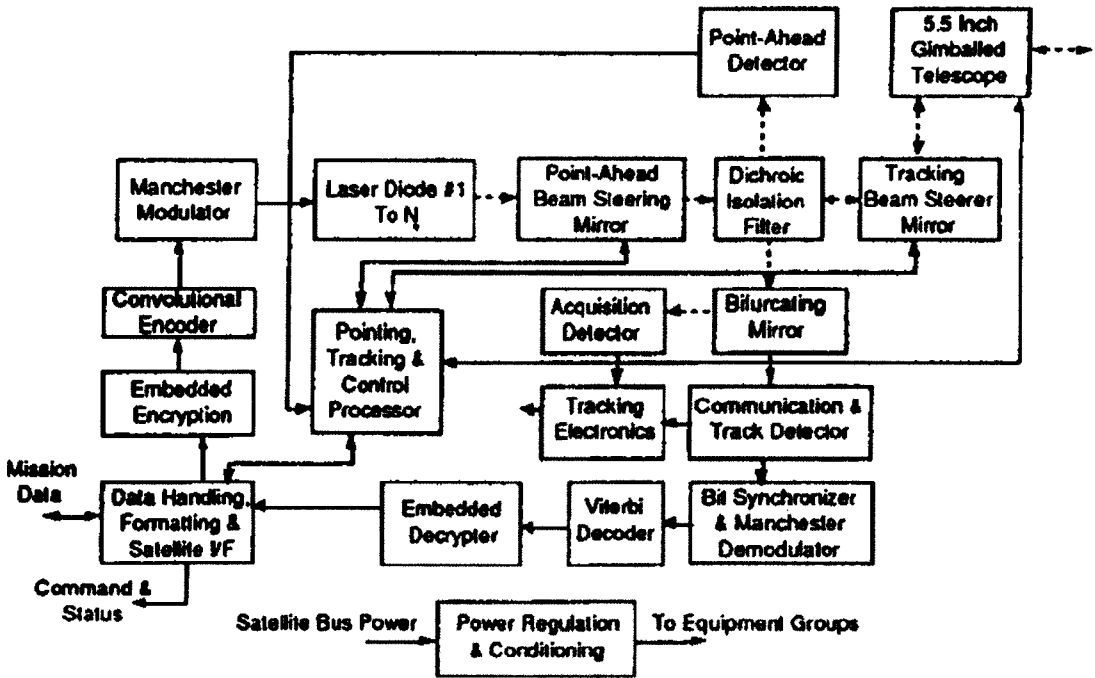 Point-Ahead
Detector
5.5 Inch
Gimballed
Telescope
Manchester
Modulator
Laser Diode #1
To N
Point-Ahead
Beam Steering
Mirror
Dichroic
Isolation
Filter
Tracking
Beam Steerer
Mirror
Convolutional
Encoder
Pointing,
Tracking &
Control
Processor
Acquisition
Detector
Bifurcating
Mirror
Embedded
Encryption
Tracking
Electronics
Communication &
Track Detector
Mission
Data
Data Handling
Formatting &
Satellite I/F
Embedded
Decrypter
Viterbi
Decoder
Bit Synchronizer
& Manchester
Demodulator
Command &
Status
Satellite Bus Power
Power Regulation
& Conditioning
To Equipment Groups